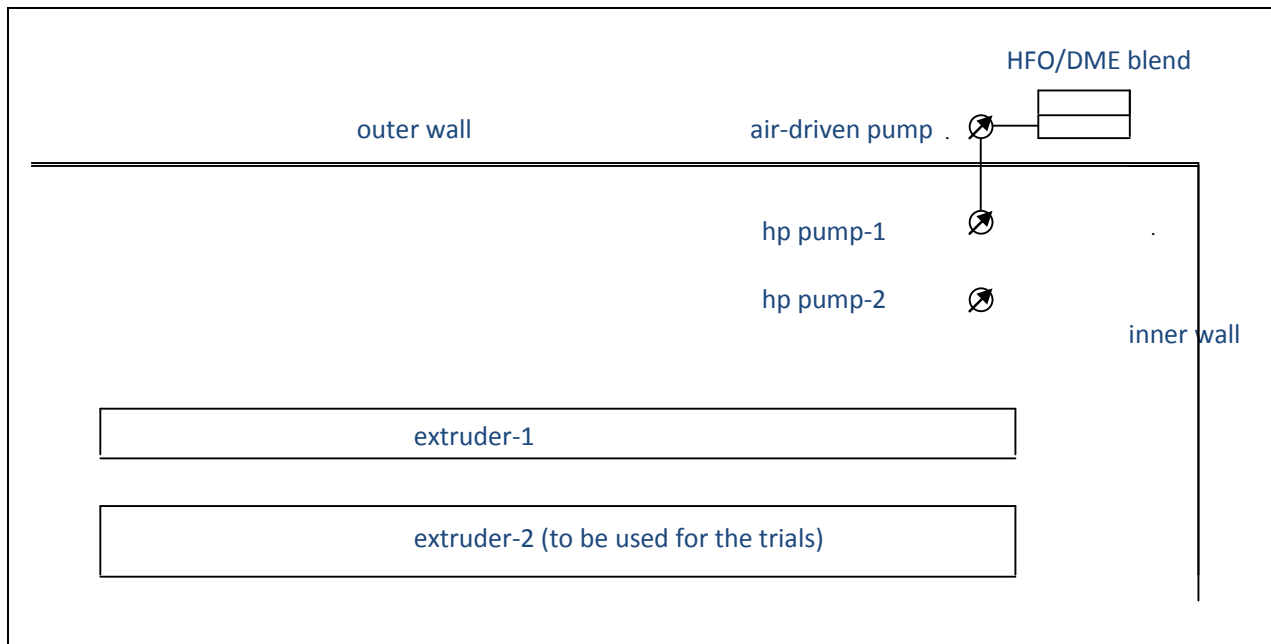 HFO/DME blend
outer wall
air-driven pump
hp pump-1
hp pump-2
inner wall
extruder-1
extruder-2 (to be used for the trials)